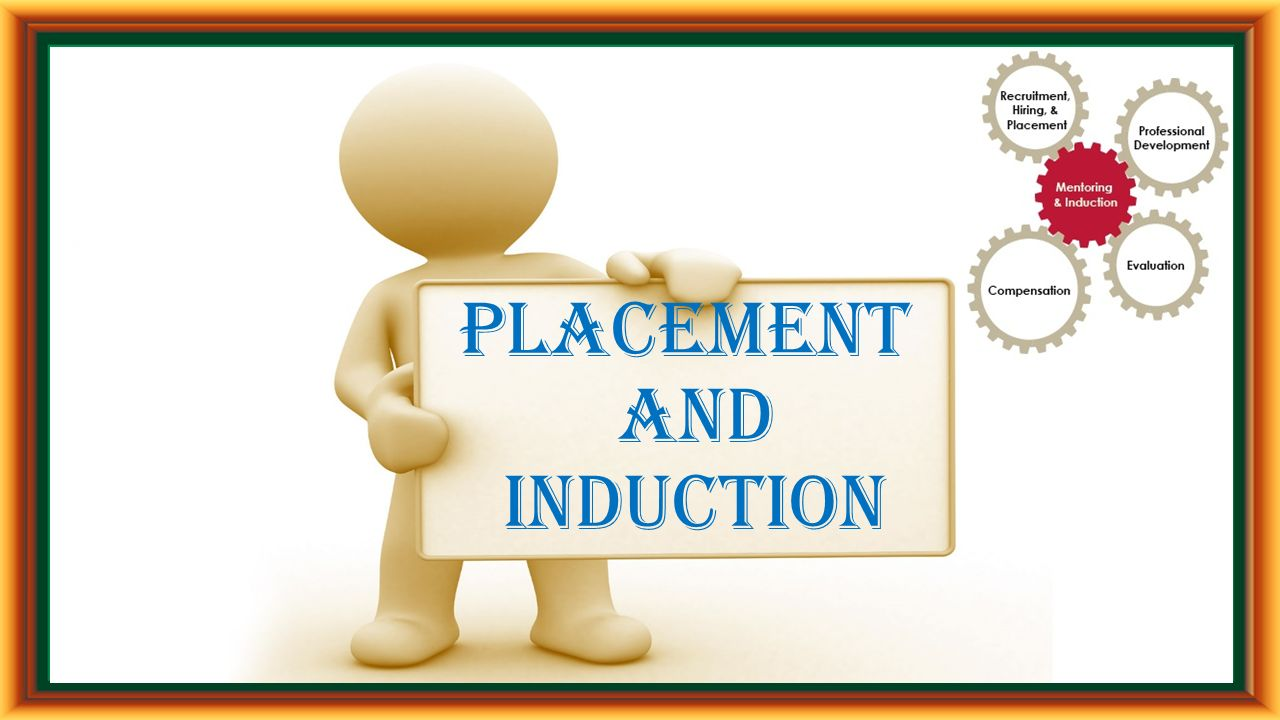 PLACEMENT
AND
INDUCTION
Recruitment,
Hiring, &
Placement
Professional
Development
Mentoring
& Induction
Evaluation
Compensation